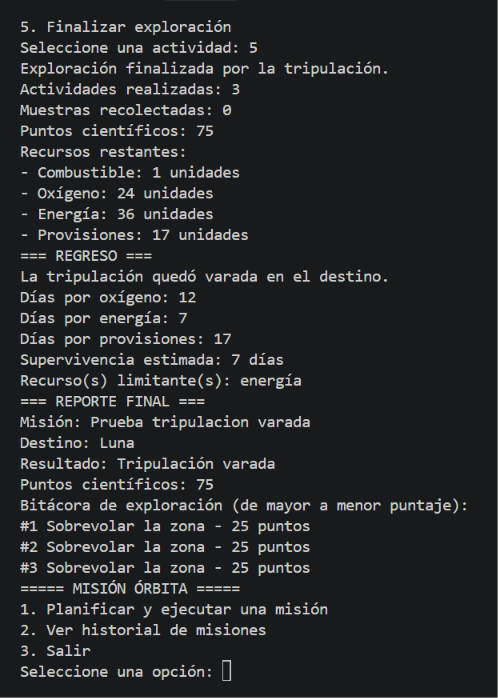 5. Finalizar exploración
Seleccione una actividad: 5
Exploración finalizada por la tripulación.
Actividades realizadas: 3
Muestras recolectadas: 0
Puntos científicos: 75
Recursos restantes:
- Combustible: 1 unidades
- Oxígeno: 24 unidades
- Energía: 36 unidades
- Provisiones: 17 unidades
=== REGRESO ===
La tripulación quedó varada en el destino.
Días por oxígeno: 12
Días por energía: 7
Días por provisiones: 17
Supervivencia estimada: 7 días
Recurso(s) limitante(s): energía
=== REPORTE FINAL ===
Misión: Prueba tripulacion varada
Destino: Luna
Resultado: Tripulación varada
Puntos científicos: 75
Bitácora de exploración (de mayor a menor puntaje):
#1 Sobrevolar la zona - 25 puntos
#2 Sobrevolar la zona - 25 puntos
#3 Sobrevolar la zona - 25 puntos
===== MISIÓN ÓRBITA =====
1. Planificar y ejecutar una misión
2. Ver historial de misiones
3. Salir
Seleccione una opción: